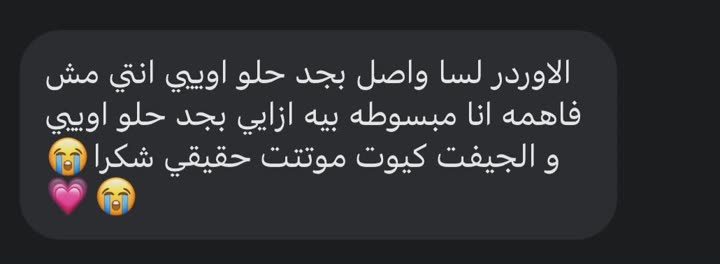 الاوردر لسا واصل بجد حلو اوييي انتي مش
فاهمه انا مبسوطه بيه ازايي بجد حلو اوييي
و الجيفت كيوت موتتت حقيقي شكرا😭
💗😭